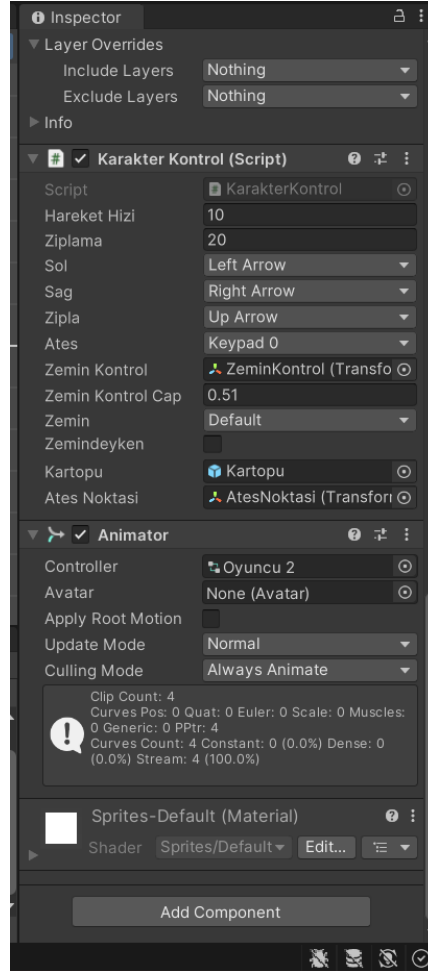 Inspector
Layer Overrides
Include Layers Nothing
Exclude Layers Nothing
Info
# Karakter Kontrol (Script)
Script # KarakterKontrol
Hareket Hizi 10
Ziplama 20
Sol Left Arrow
Sag Right Arrow
Zipla Up Arrow
Ates Keypad 0
Zemin Kontrol ZeminKontrol (Transfo
Zemin Kontrol Cap 0.51
Zemin Default
Zemindeyken
Kartopu Kartopu
Ates Noktasi AtesNoktasi (Transforr
Animator
Controller Oyuncu 2
Avatar None (Avatar)
Apply Root Motion
Update Mode Normal
Culling Mode Always Animate
Clip Count: 4
Curves Pos: 0 Quat: 0 Euler: 0 Scale: 0 Muscles:
0 Generic: 0 PPtr: 4
Curves Count: 4 Constant: 0 (0.0%) Dense: 0
(0.0%) Stream: 4 (100.0%)
Sprites-Default (Material)
Shader Sprites/Default Edit...
Add Component